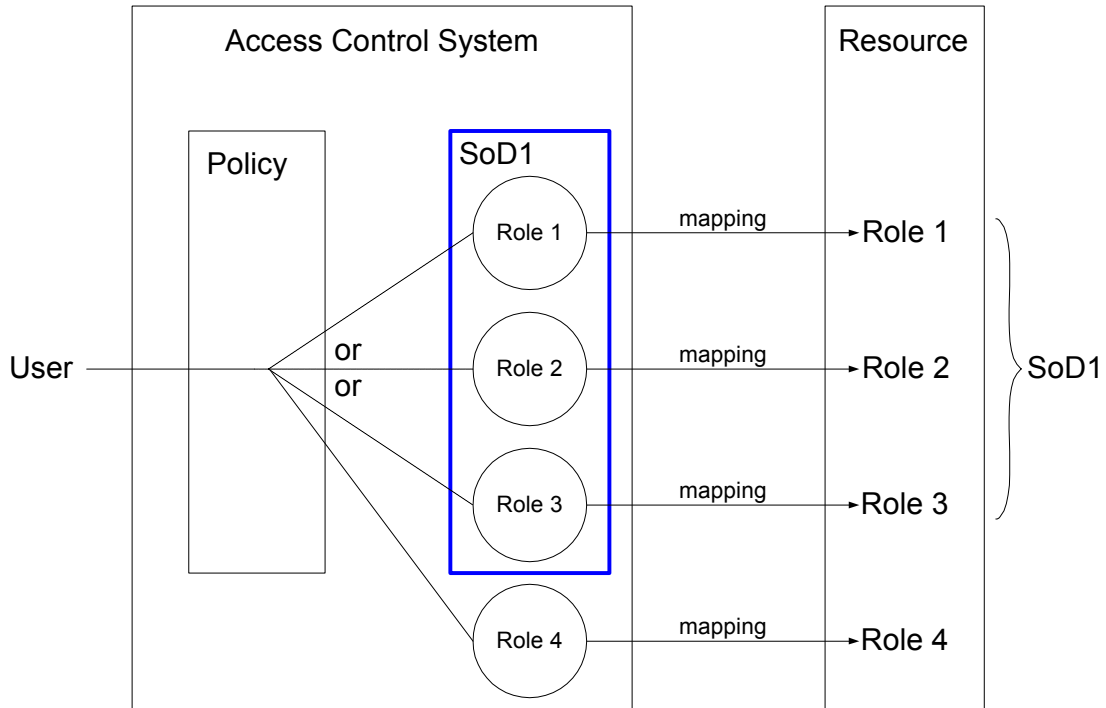 Access Control System
Resource
Policy
SoD1
Role 1
mapping
Role 1
User
or
or
Role 2
mapping
Role 2
SoD1
Role 3
mapping
Role 3
Role 4
mapping
Role 4